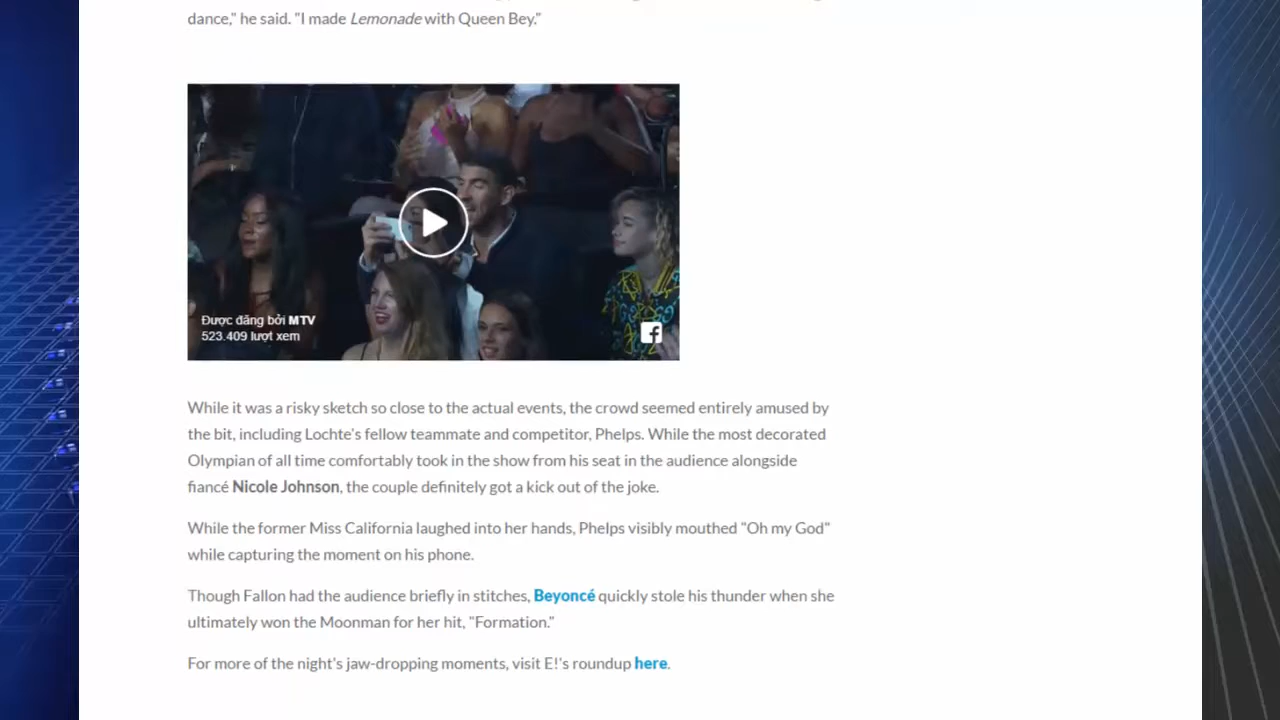 dance," he said. "I made Lemonade with Queen Bey."
Được đăng bởi MTV
523.409 lượt xem
While it was a risky sketch so close to the actual events, the crowd seemed entirely amused by
the bit, including Lochte's fellow teammate and competitor, Phelps. While the most decorated
Olympian of all time comfortably took in the show from his seat in the audience alongside
fiancé Nicole Johnson, the couple definitely got a kick out of the joke.
While the former Miss California laughed into her hands, Phelps visibly mouthed "Oh my God"
while capturing the moment on his phone.
Though Fallon had the audience briefly in stitches, Beyoncé quickly stole his thunder when she
ultimately won the Moonman for her hit, "Formation."
For more of the night's jaw-dropping moments, visit E!'s roundup here.